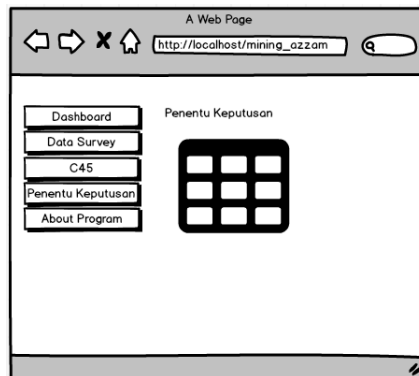 A Web Page
http://localhost/mining_azzam
Dashboard
Data Survey
C45
Penentu Keputusan
About Program
Penentu Keputusan